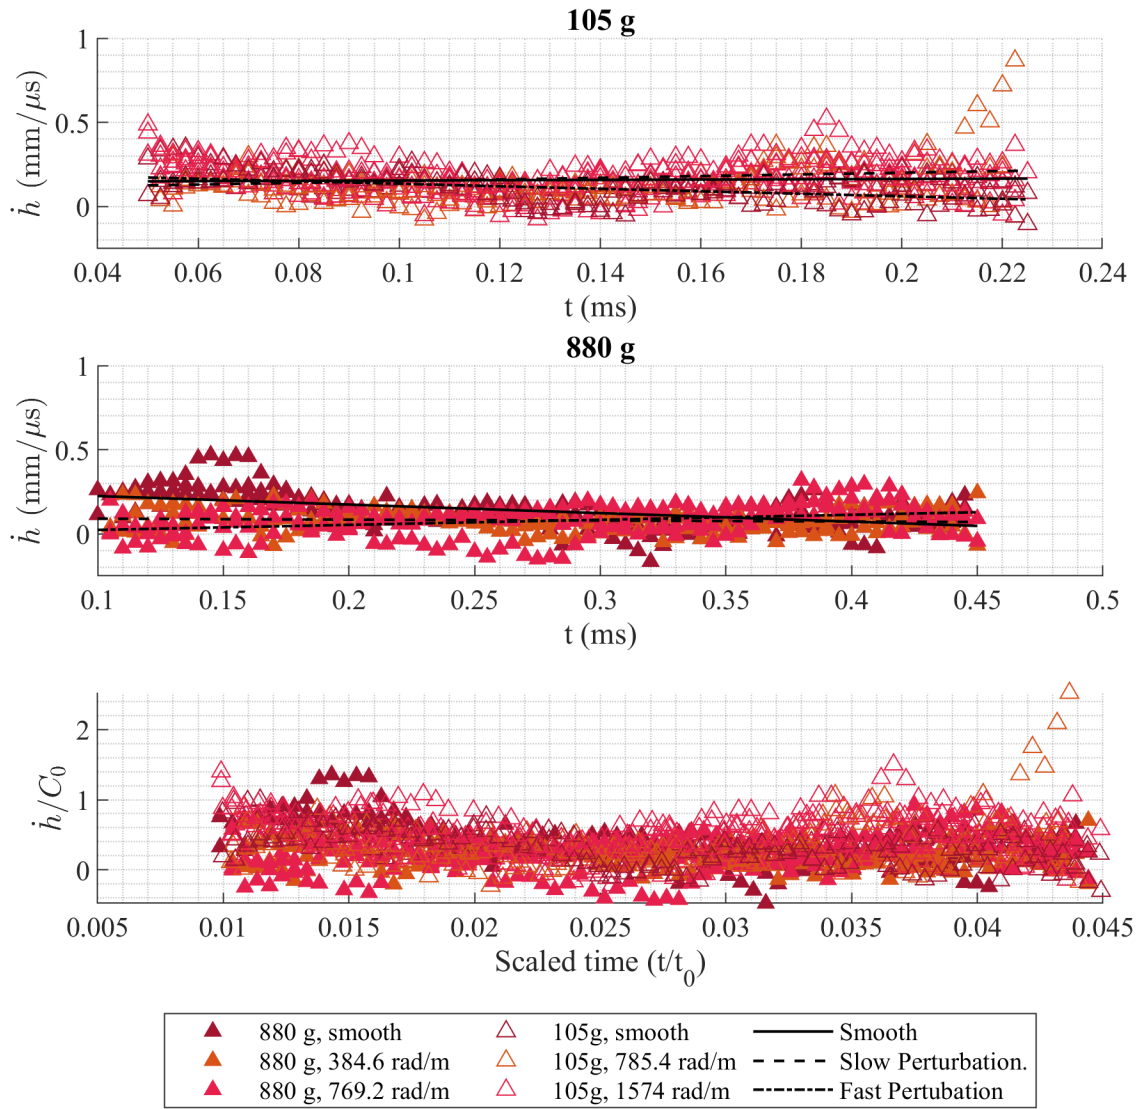 105 g
1
0.5
0
ḣ (mm/μs)
0.04 0.06 0.08 0.1 0.12 0.14 0.16 0.18 0.2 0.22 0.24
t (ms)
880 g
1
0.5
0
ḣ (mm/μs)
0.1 0.15 0.2 0.25 0.3 0.35 0.4 0.45 0.5
t (ms)
2
1
0
ḣ/C₀
0.005 0.01 0.015 0.02 0.025 0.03 0.035 0.04 0.045
Scaled time (t/t₀)
880 g, smooth 105g, smooth Smooth
880 g, 384.6 rad/m 105g, 785.4 rad/m Slow Perturbation.
880 g, 769.2 rad/m 105g, 1574 rad/m Fast Pertubation